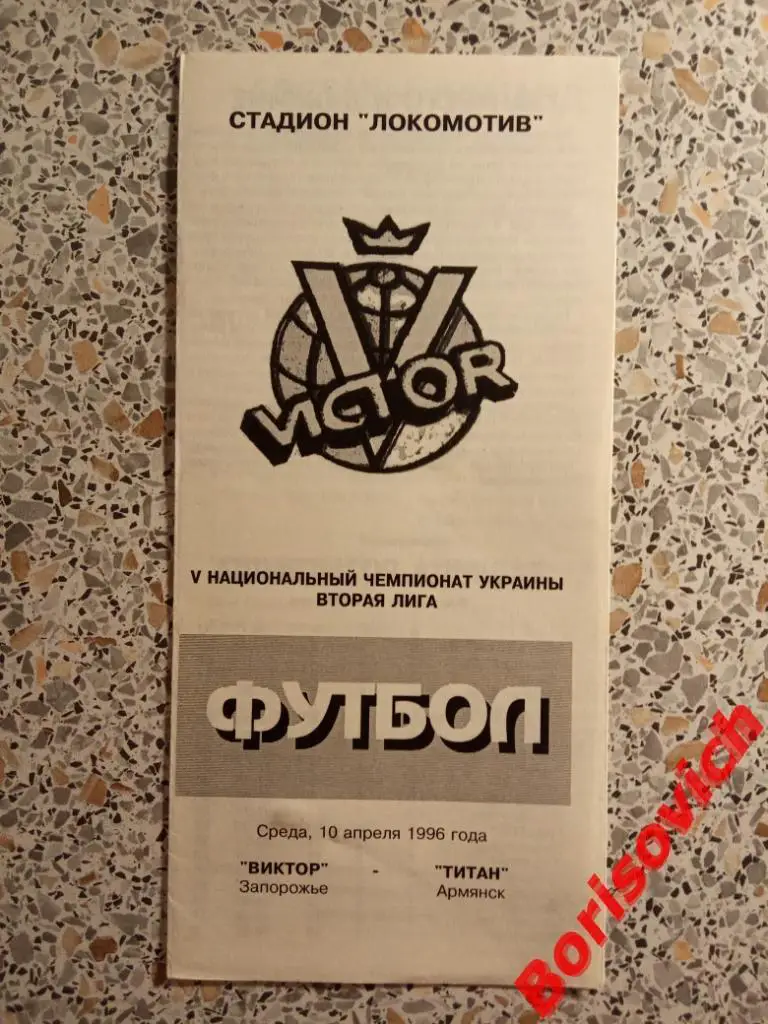 СТАДИОН "ЛОКОМОТИВ"
V
VICTOR
V НАЦИОНАЛЬНЫЙ ЧЕМПИОНАТ УКРАИНЫ
ВТОРАЯ ЛИГА
ФУТБОЛ
Среда, 10 апреля 1996 года
"ВИКТОР" - "ТИТАН"
Запорожье Армянск
Borisovich